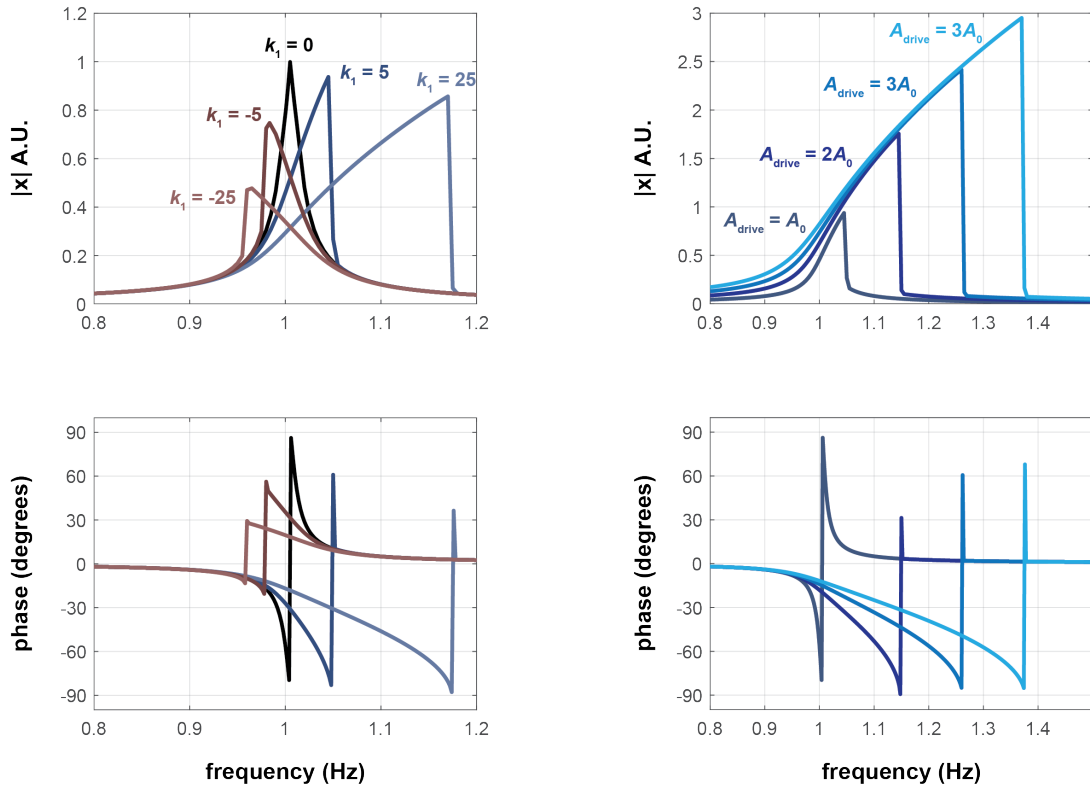 1.2
1
0.8
0.6
0.4
0.2
0
|x| A.U.
k1 = 0
k1 = 5
k1 = 25
k1 = -5
k1 = -25
0.8 0.9 1 1.1 1.2
3
2.5
2
1.5
1
0.5
0
|x| A.U.
Adrive = 3A0
Adrive = 3A0
Adrive = 2A0
Adrive = A0
0.8 0.9 1 1.1 1.2 1.3 1.4
90
60
30
0
-30
-60
-90
phase (degrees)
0.8 0.9 1 1.1 1.2
frequency (Hz)
90
60
30
0
-30
-60
-90
phase (degrees)
0.8 0.9 1 1.1 1.2 1.3 1.4
frequency (Hz)